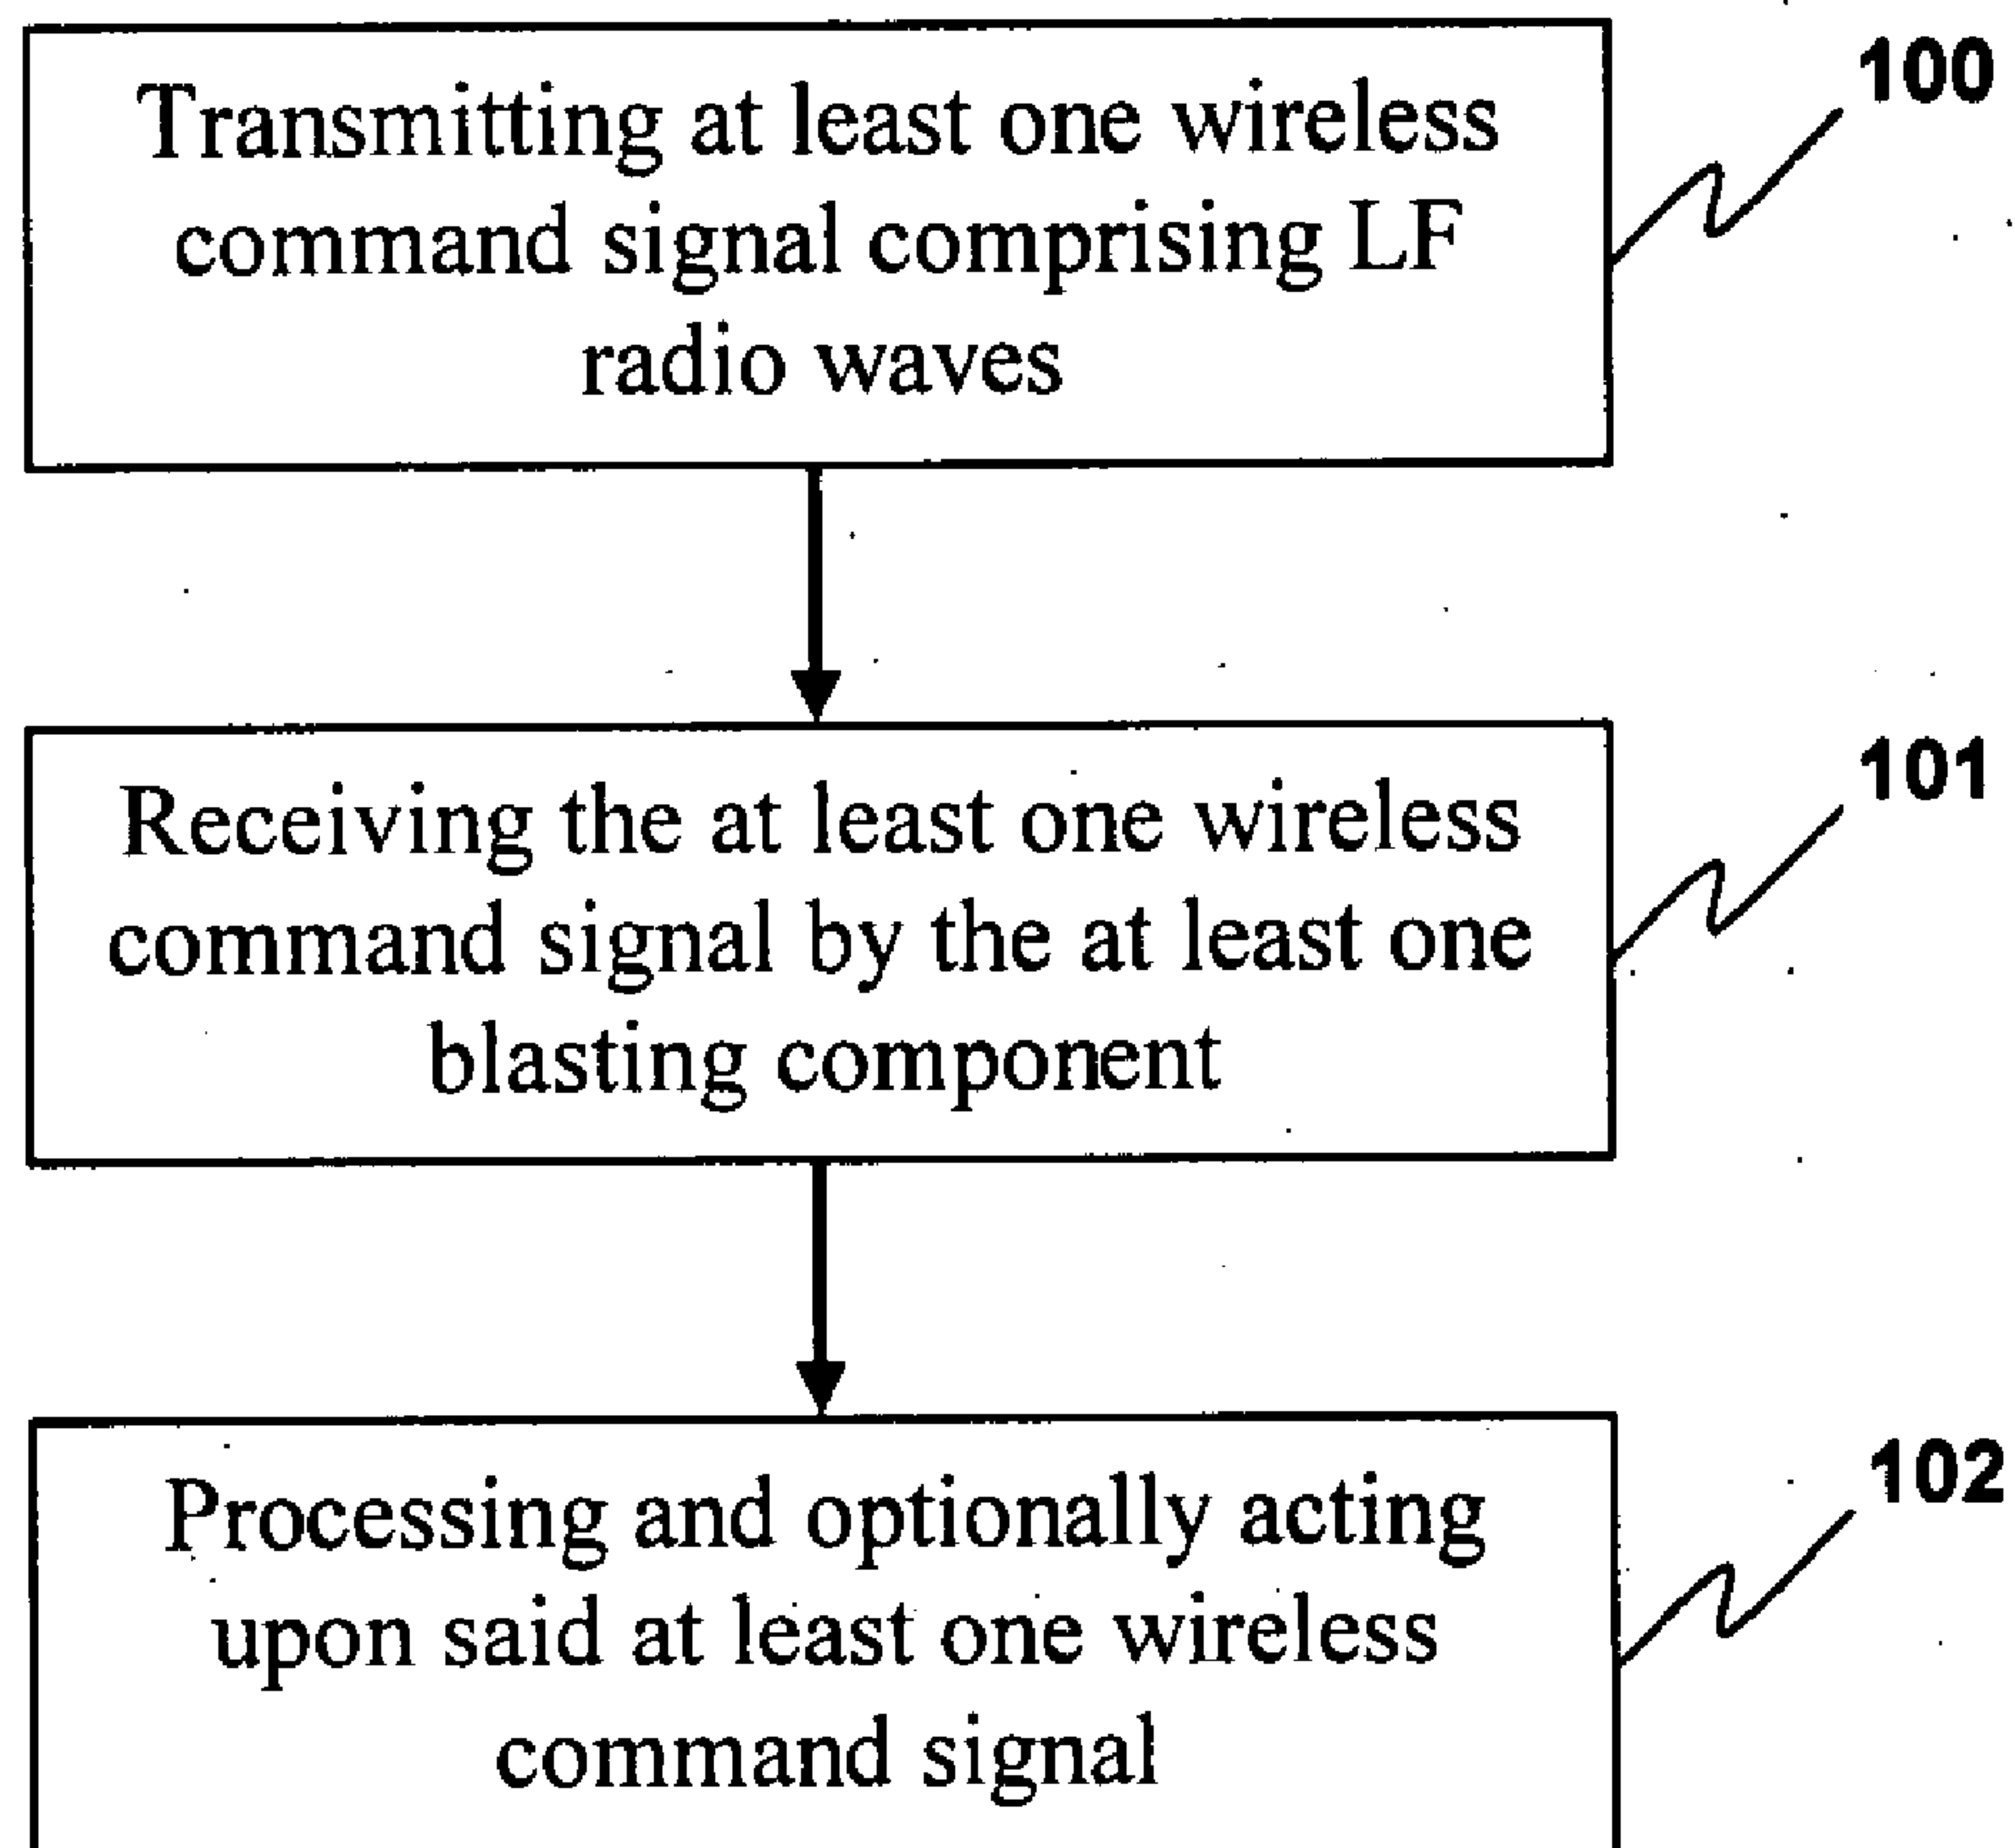 100
Transmitting at least one wireless
command signal comprising LF
radio waves
101
Receiving the at least one wireless
command signal by the at least one
blasting component
102
Processing and optionally acting
upon said at least one wireless
command signal